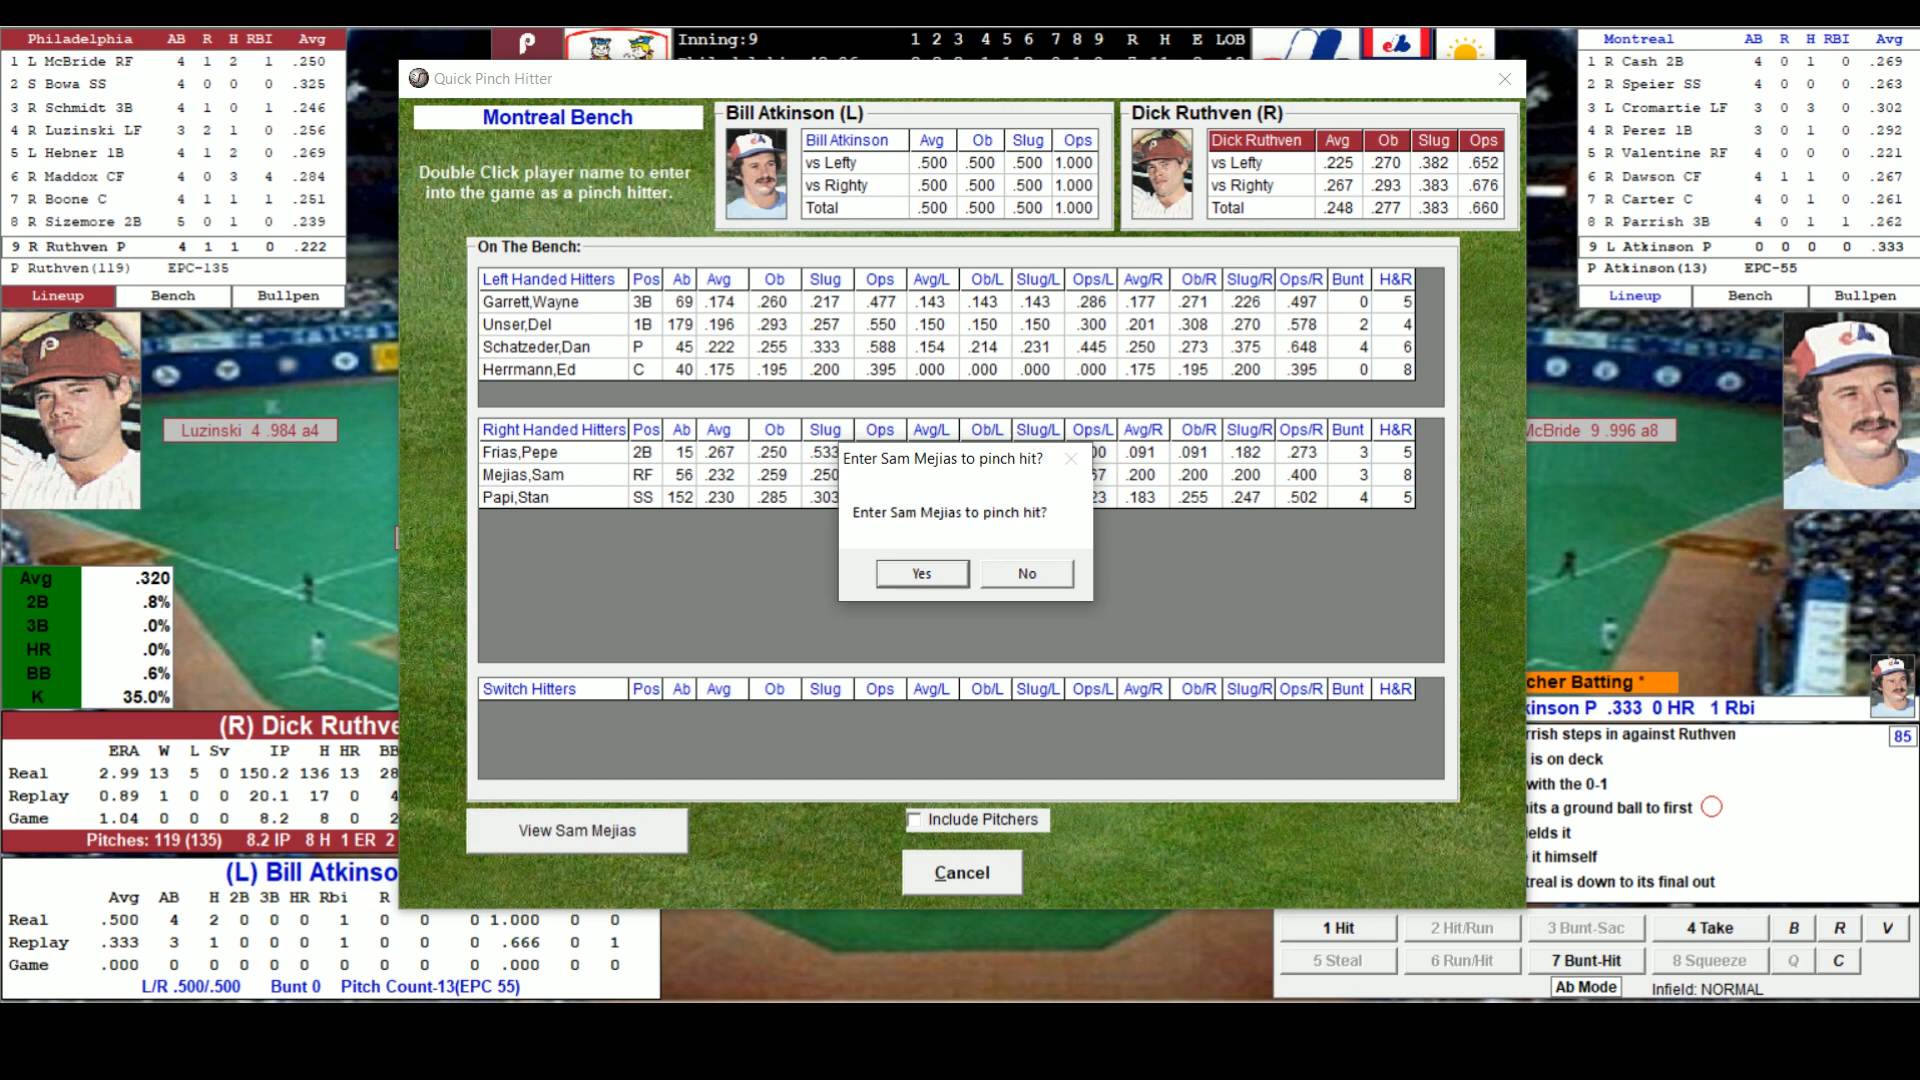 Philadelphia AB R H RBI Avg
1 L McBride RF 4 1 2 1 .250
2 S Bowa SS 4 0 0 0 .325
3 R Schmidt 3B 4 1 0 1 .246
4 R Luzinski LF 3 2 1 0 .256
5 L Hebner 1B 4 1 2 0 .269
6 R Maddox CF 4 0 3 4 .284
7 R Boone C 4 1 1 1 .251
8 R Sizemore 2B 5 0 1 0 .239
9 R Ruthven P 4 1 1 0 .222
P Ruthven(119) EPC-135
Lineup Bench Bullpen
P
Inning:9 1 2 3 4 5 6 7 8 9 R H E LOB
Montreal AB R H RBI Avg
1 R Cash 2B 4 0 1 0 .269
2 R Speier SS 4 0 0 0 .263
3 L Cromartie LF 3 0 3 0 .302
4 R Perez 1B 3 0 1 0 .292
5 R Valentine RF 4 0 0 0 .221
6 R Dawson CF 4 1 1 0 .267
7 R Carter C 4 0 1 0 .261
8 R Parrish 3B 4 0 1 1 .262
9 L Atkinson P 0 0 0 0 .333
P Atkinson(13) EPC-55
Lineup Bench Bullpen
Quick Pinch Hitter
Montreal Bench
Double Click player name to enter
into the game as a pinch hitter.
Bill Atkinson (L)
Bill Atkinson Avg Ob Slug Ops
vs Lefty .500 .500 .500 1.000
vs Righty .500 .500 .500 1.000
Total .500 .500 .500 1.000
Dick Ruthven (R)
Dick Ruthven Avg Ob Slug Ops
vs Lefty .225 .270 .382 .652
vs Righty .267 .293 .383 .676
Total .248 .277 .383 .660
On The Bench:
Left Handed Hitters Pos Ab Avg Ob Slug Ops Avg/L Ob/L Slug/L Ops/L Avg/R Ob/R Slug/R Ops/R Bunt H&R
Garrett,Wayne 3B 69 .174 .260 .217 .477 .143 .143 .143 .286 .177 .271 .226 .497 0 5
Unser,Del 1B 179 .196 .293 .257 .550 .150 .150 .150 .300 .201 .308 .270 .578 2 4
Schatzeder,Dan P 45 .222 .255 .333 .588 .154 .214 .231 .445 .250 .273 .375 .648 4 6
Herrmann,Ed C 40 .175 .195 .200 .395 .000 .000 .000 .000 .175 .195 .200 .395 0 8
Right Handed Hitters Pos Ab Avg Ob Slug Ops Avg/L Ob/L Slug/L Ops/L Avg/R Ob/R Slug/R Ops/R Bunt H&R
Frias,Pepe 2B 15 .267 .250 .533 00 .091 .091 .182 .273 3 5
Mejias,Sam RF 56 .232 .259 .250 67 .200 .200 .200 .400 3 8
Papi,Stan SS 152 .230 .285 .303 23 .183 .255 .247 .502 4 5
Enter Sam Mejias to pinch hit?
Enter Sam Mejias to pinch hit?
Yes No
Switch Hitters Pos Ab Avg Ob Slug Ops Avg/L Ob/L Slug/L Ops/L Avg/R Ob/R Slug/R Ops/R Bunt H&R
View Sam Mejias
Include Pitchers
Cancel
Luzinski 4 .984 a4
McBride 9 .996 a8
Avg .320
2B .8%
3B .0%
HR .0%
BB .6%
K 35.0%
(R) Dick Ruthve
ERA W L Sv IP H HR BB
Real 2.99 13 5 0 150.2 136 13 28
Replay 0.89 1 0 0 20.1 17 0 4
Game 1.04 0 0 0 8.2 8 0 2
Pitches: 119 (135) 8.2 IP 8 H 1 ER 2
(L) Bill Atkinso
Avg AB H 2B 3B HR Rbi R
Real .500 4 2 0 0 0 1 0 0 0 1.000 0 0
Replay .333 3 1 0 0 0 1 0 0 0 .666 0 1
Game .000 0 0 0 0 0 0 0 0 0 .000 0 0
L/R .500/.500 Bunt 0 Pitch Count-13(EPC 55)
cher Batting *
kinson P .333 0 HR 1 Rbi
rrish steps in against Ruthven 85
is on deck
with the 0-1
hits a ground ball to first
ields it
it himself
treal is down to its final out
1 Hit 2 Hit/Run 3 Bunt-Sac 4 Take B R V
5 Steal 6 Run/Hit 7 Bunt-Hit 8 Squeeze Q C
Ab Mode Infield: NORMAL